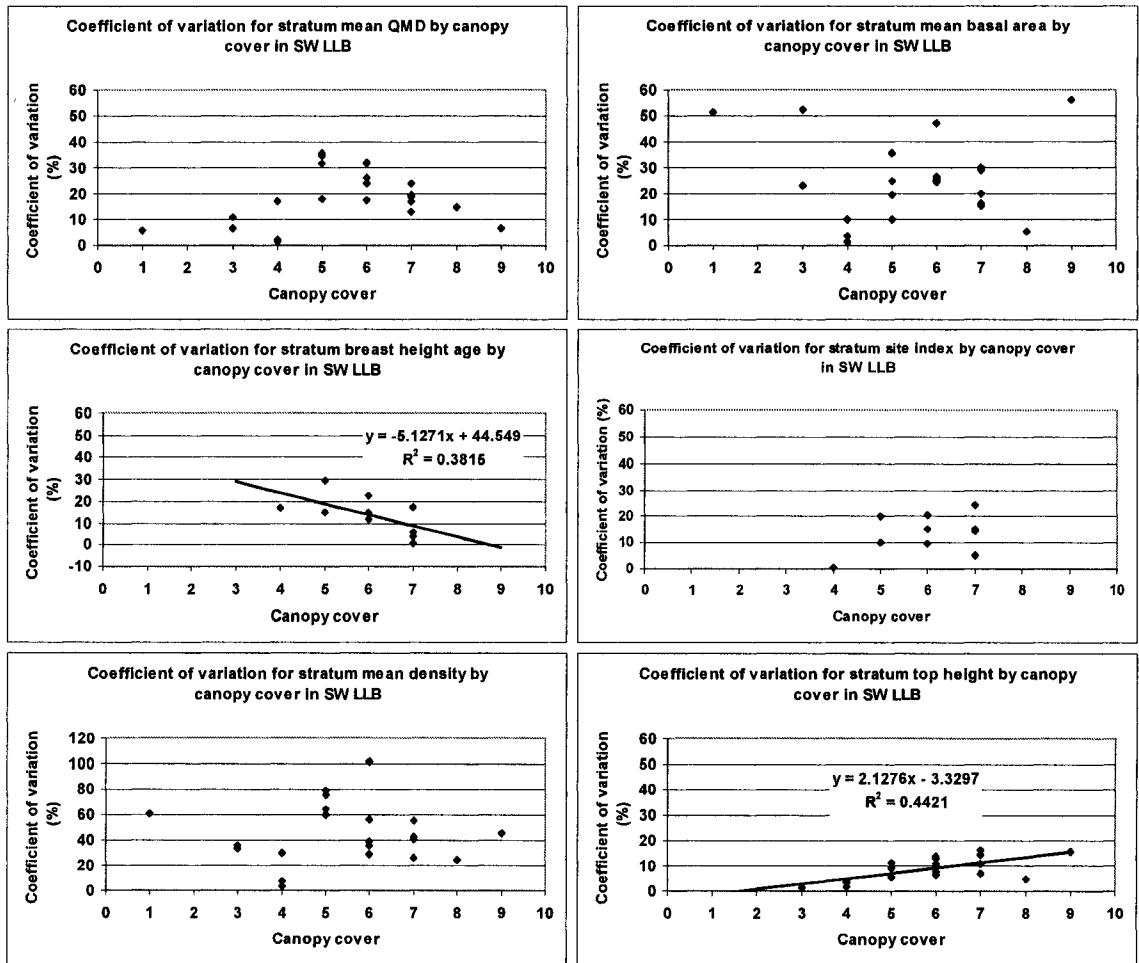 Coefficient of variation for stratum mean QMD by canopy
cover in SW LLB
Coefficient of variation
(%)
60
50
40
30
20
10
0
0 1 2 3 4 5 6 7 8 9 10
Canopy cover
Coefficient of variation for stratum mean basal area by
canopy cover in SW LLB
Coefficient of variation
(%)
60
50
40
30
20
10
0
0 1 2 3 4 5 6 7 8 9 10
Canopy cover
Coefficient of variation for stratum breast height age by
canopy cover in SW LLB
Coefficient of variation
(%)
60
50
40
30
20
10
0
-10
y = -5.1271x + 44.549
R² = 0.3815
0 1 2 3 4 5 6 7 8 9 10
Canopy cover
Coefficient of variation for stratum site index by canopy cover
in SW LLB
Coefficient of variation (%)
60
50
40
30
20
10
0
0 1 2 3 4 5 6 7 8 9 10
Canopy cover
Coefficient of variation for stratum mean density by
canopy cover in SW LLB
Coefficient of variation
(%)
120
100
80
60
40
20
0
0 1 2 3 4 5 6 7 8 9 10
Canopy cover
Coefficient of variation for stratum top height by canopy
cover in SW LLB
Coefficient of variation
(%)
60
50
40
30
20
10
0
y = 2.1276x - 3.3297
R² = 0.4421
0 1 2 3 4 5 6 7 8 9 10
Canopy cover